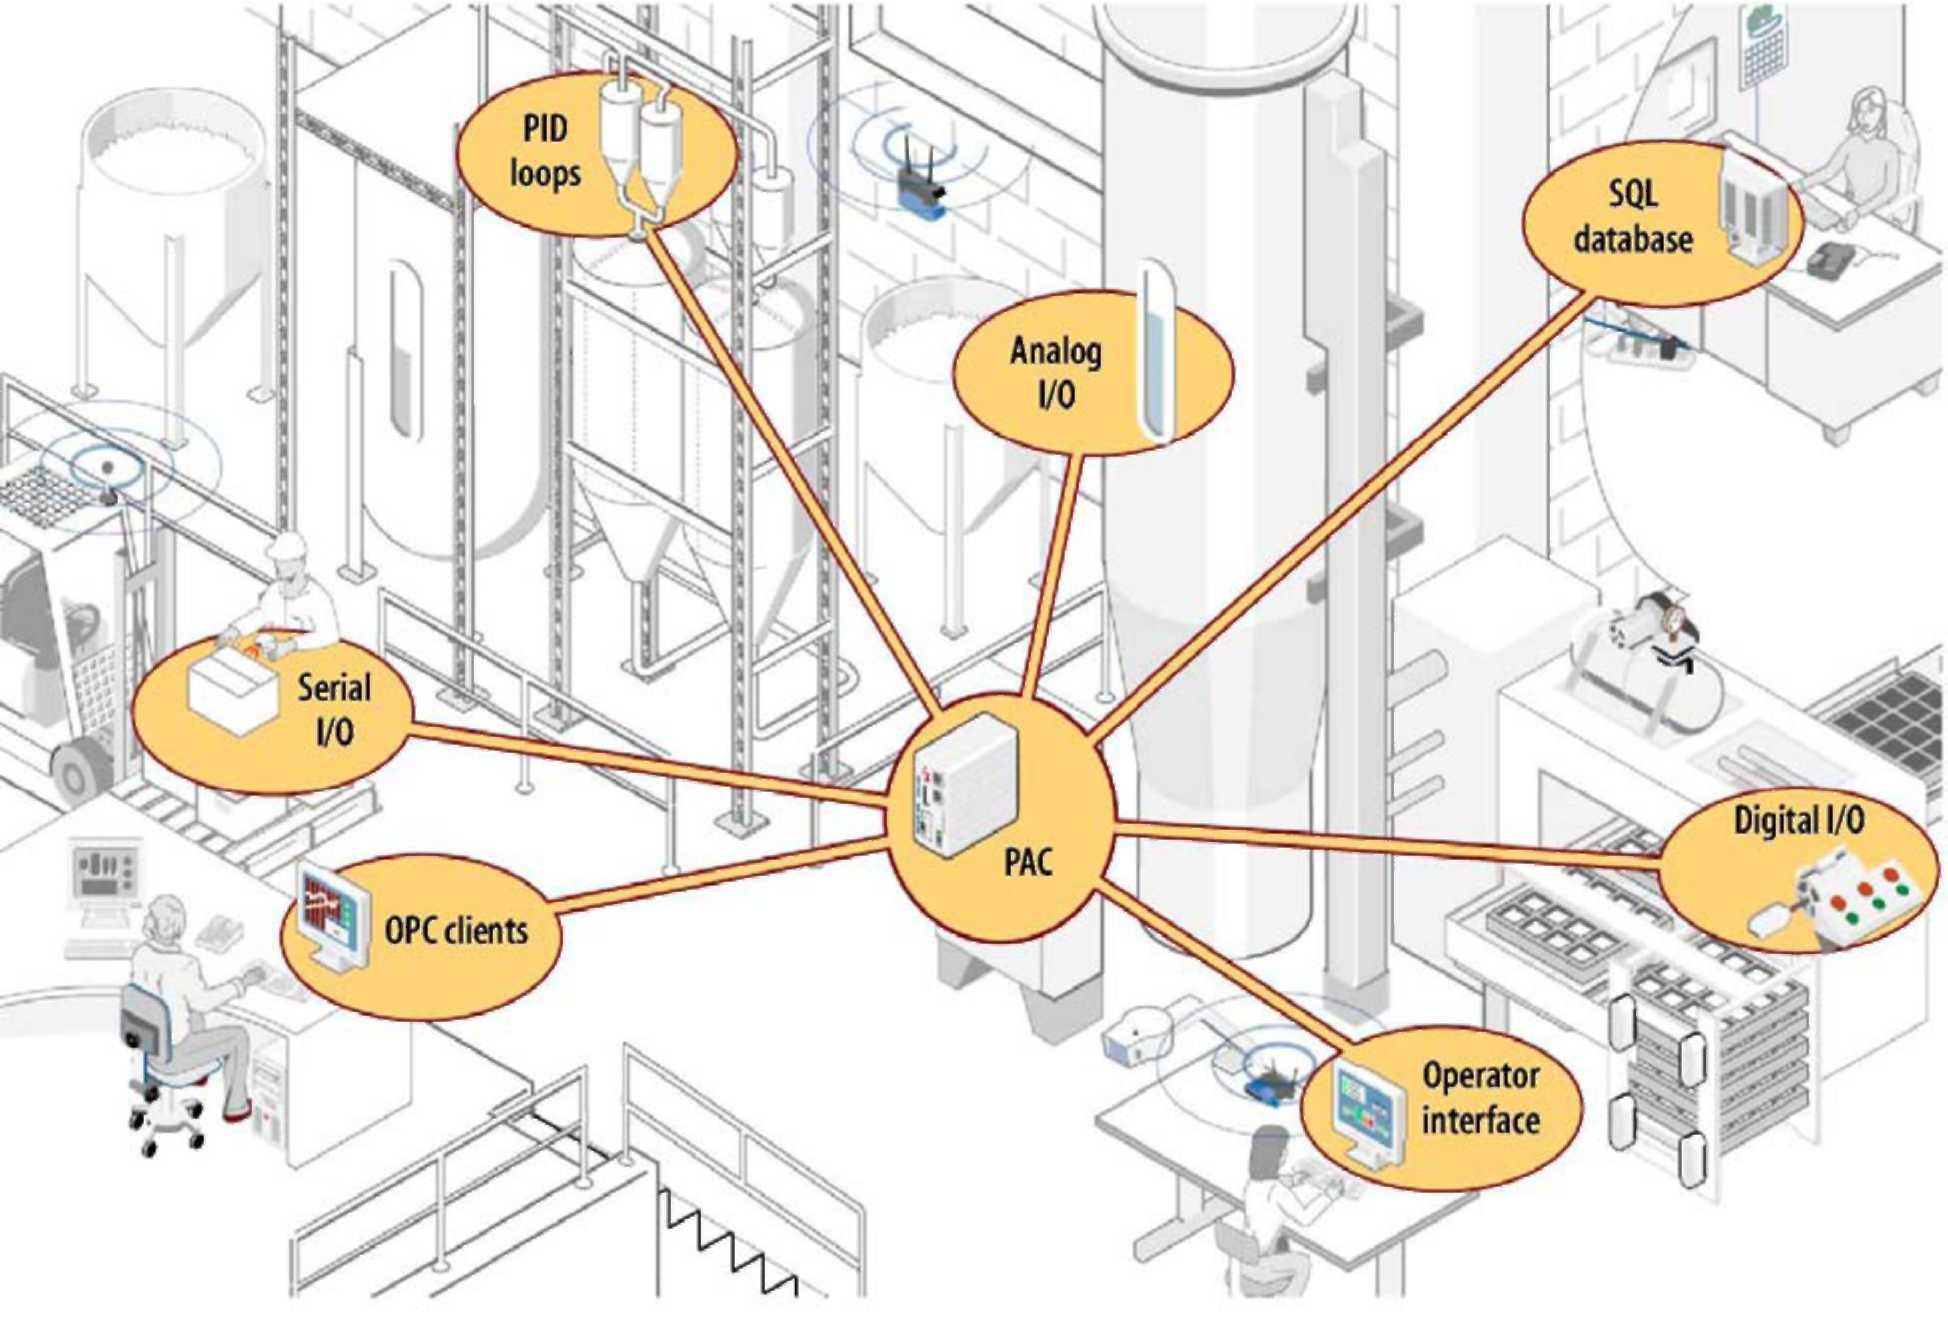 PID
loops
SQL
database
Analog
I/O
Serial
I/O
Digital I/O
PAC
OPC clients
Operator
interface